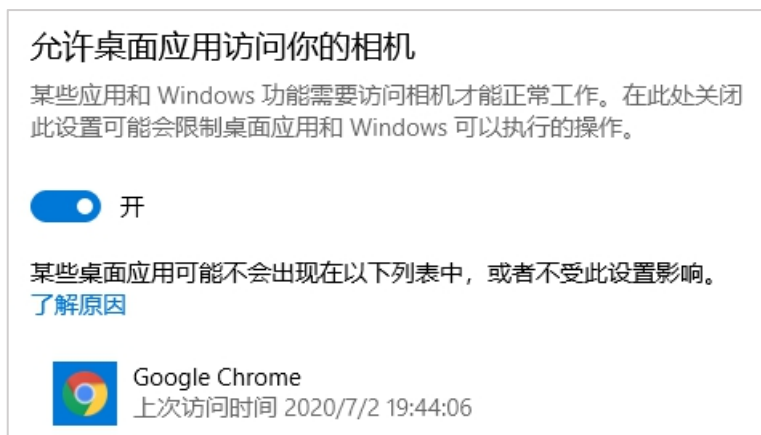 允许桌面应用访问你的相机
某些应用和 Windows 功能需要访问相机才能正常工作。在此处关闭
此设置可能会限制桌面应用和 Windows 可以执行的操作。
开
某些桌面应用可能不会出现在以下列表中，或者不受此设置影响。
了解原因
Google Chrome
上次访问时间 2020/7/2 19:44:06